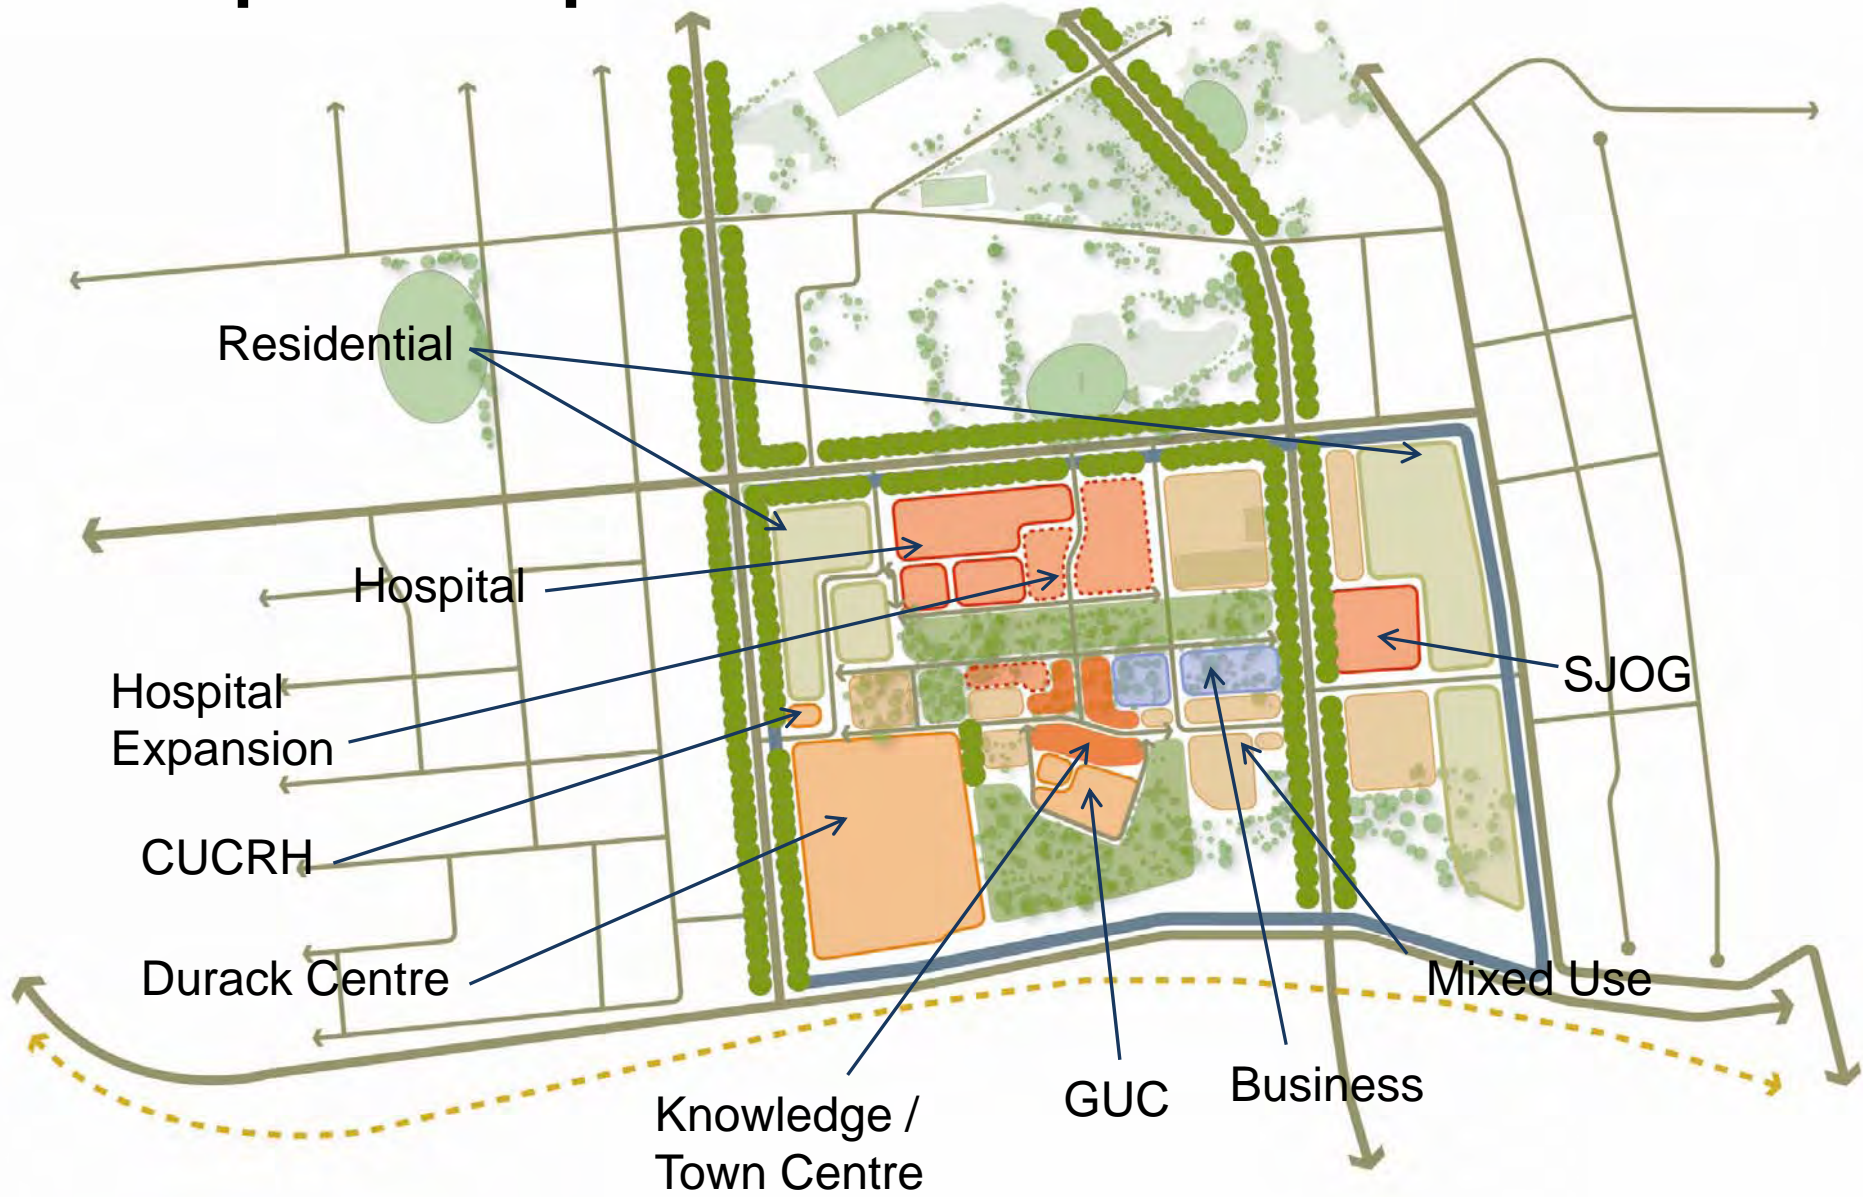 Residential
Hospital
Hospital
Expansion
SJOG
CUCRH
Durack Centre
Mixed Use
Knowledge /
Town Centre
GUC
Business